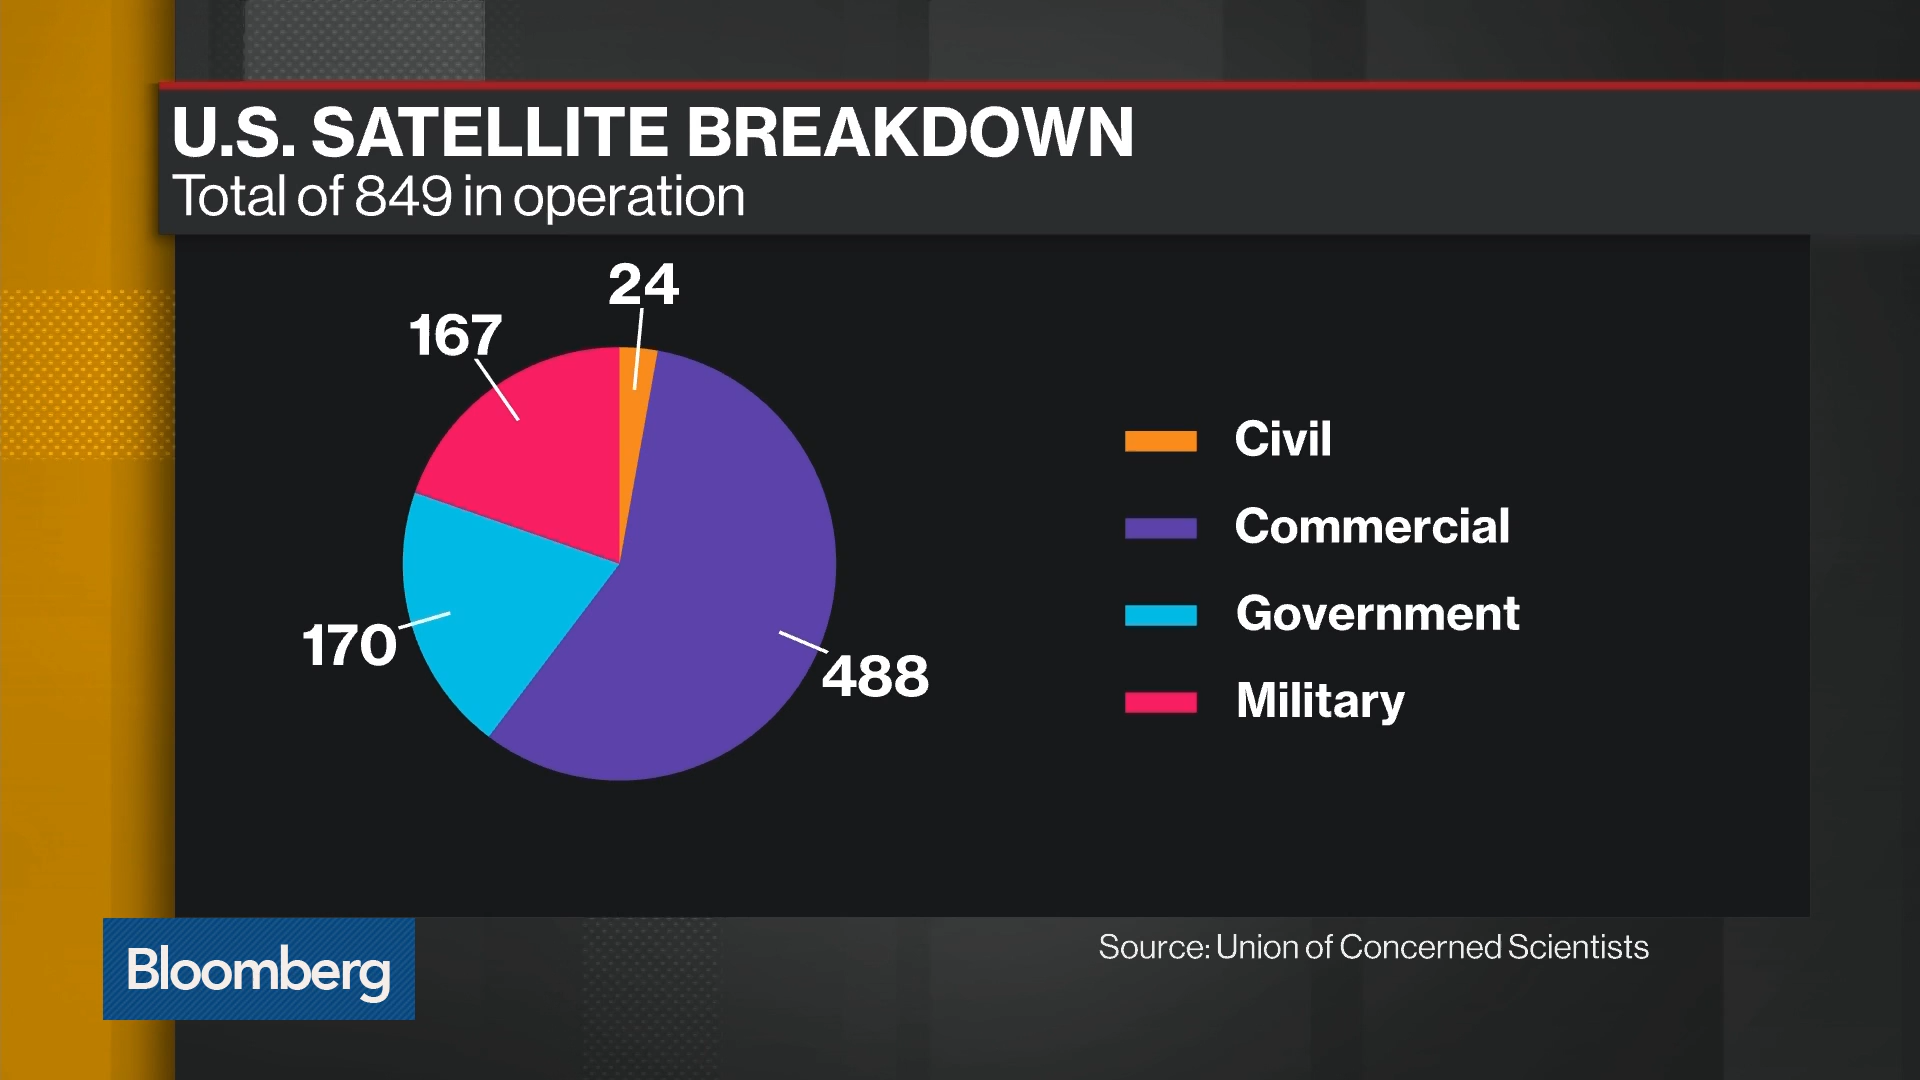 U.S. SATELLITE BREAKDOWN
Total of 849 in operation
24
167
170
488
Civil
Commercial
Government
Military
Bloomberg
Source: Union of Concerned Scientists